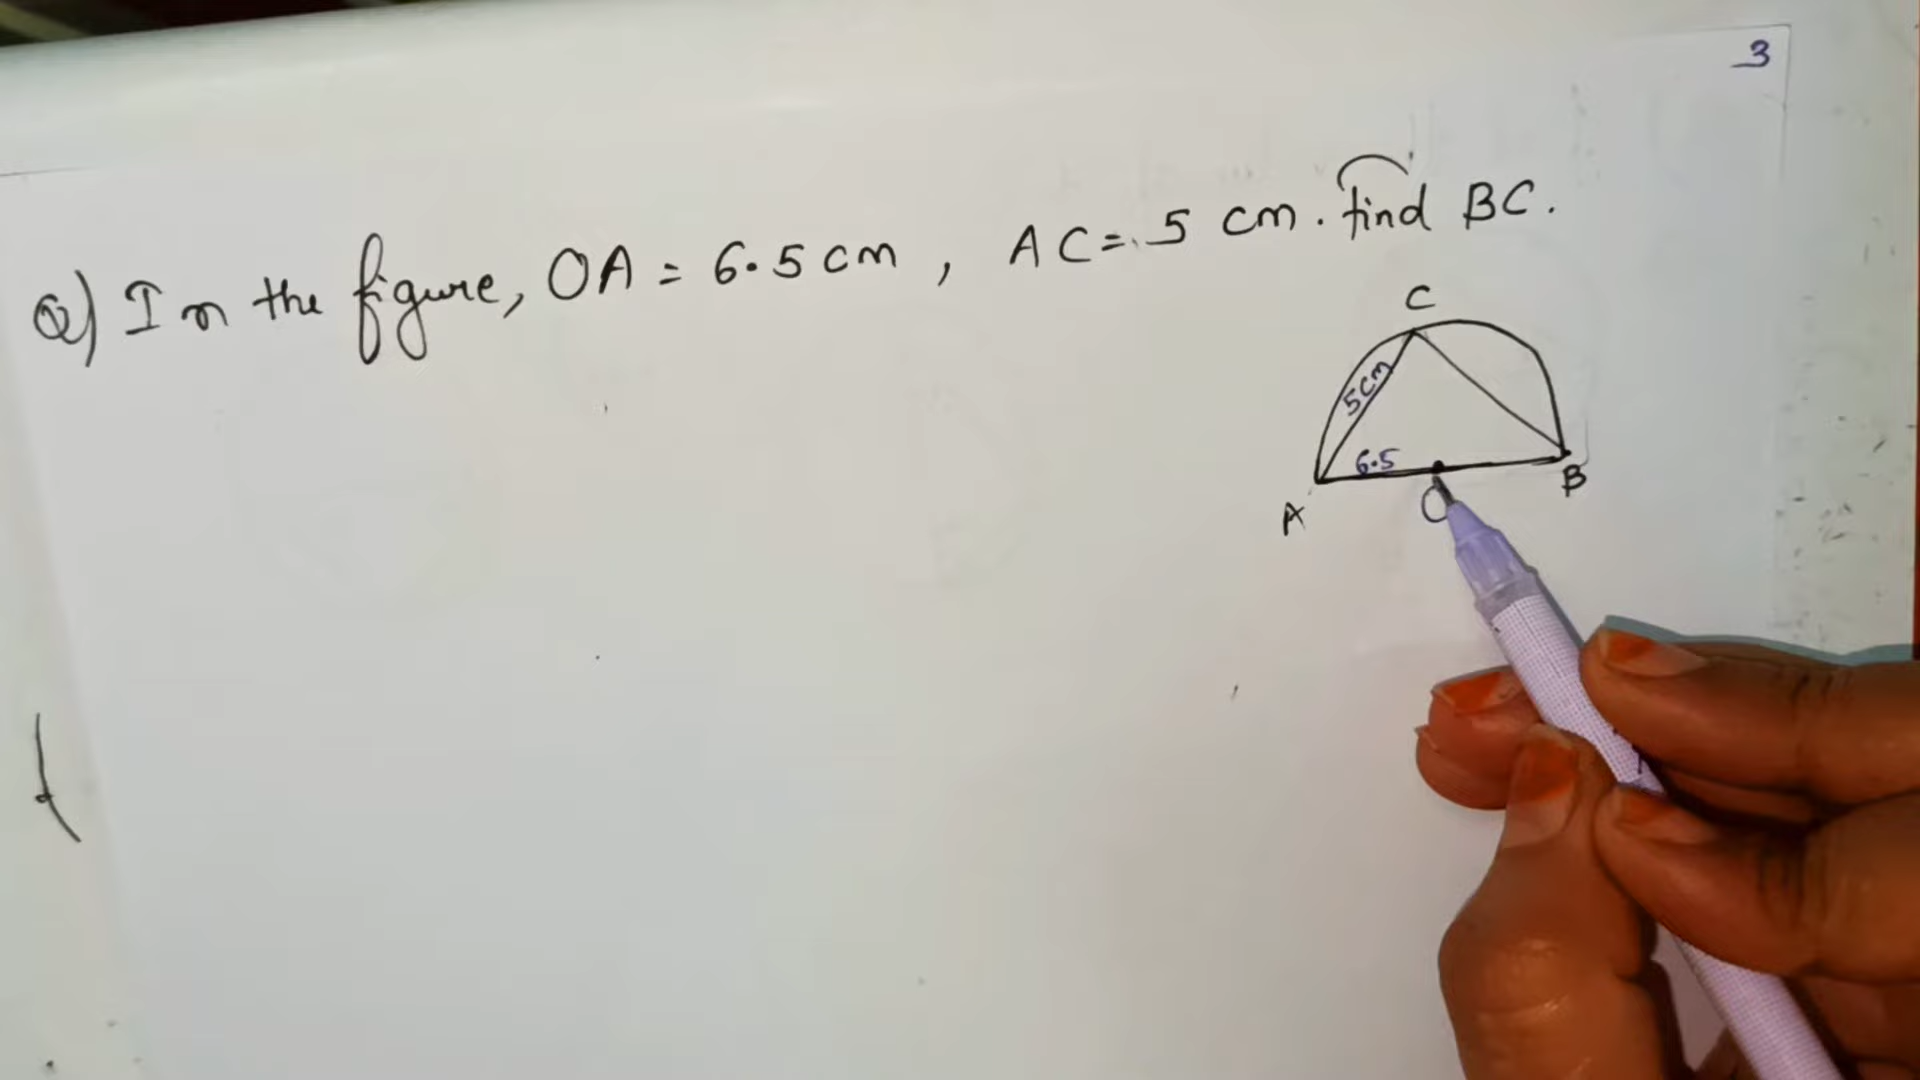 3
Q) In the figure, OA = 6.5 cm, AC = 5 cm. find BC.
C
5cm
6.5
A
O
B